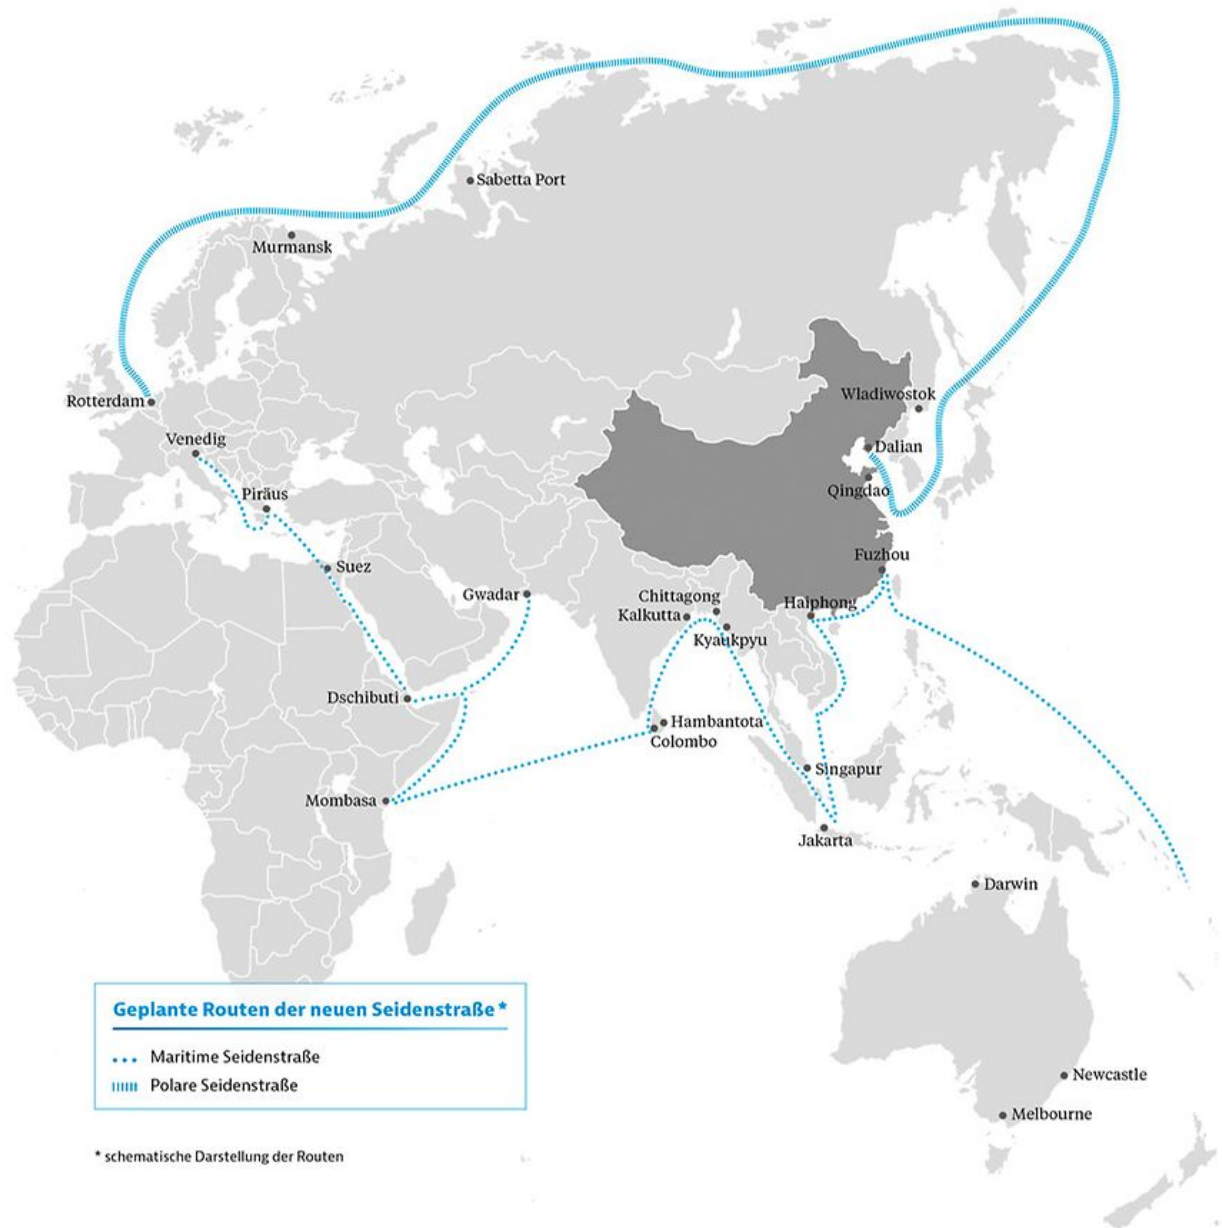 Sabetta Port
Murmansk
Wladiwostok
Rotterdam
Venedig
Dalian
Piräus
Qingdao
Fuzhou
Suez
Gwadar
Chittagong
Haiphong
Kalkutta
Kyaukpyu
Dschibuti
Hambantota
Colombo
Singapur
Mombasa
Jakarta
Darwin
Geplante Routen der neuen Seidenstraße *
Maritime Seidenstraße
Polare Seidenstraße
Newcastle
Melbourne
* schematische Darstellung der Routen